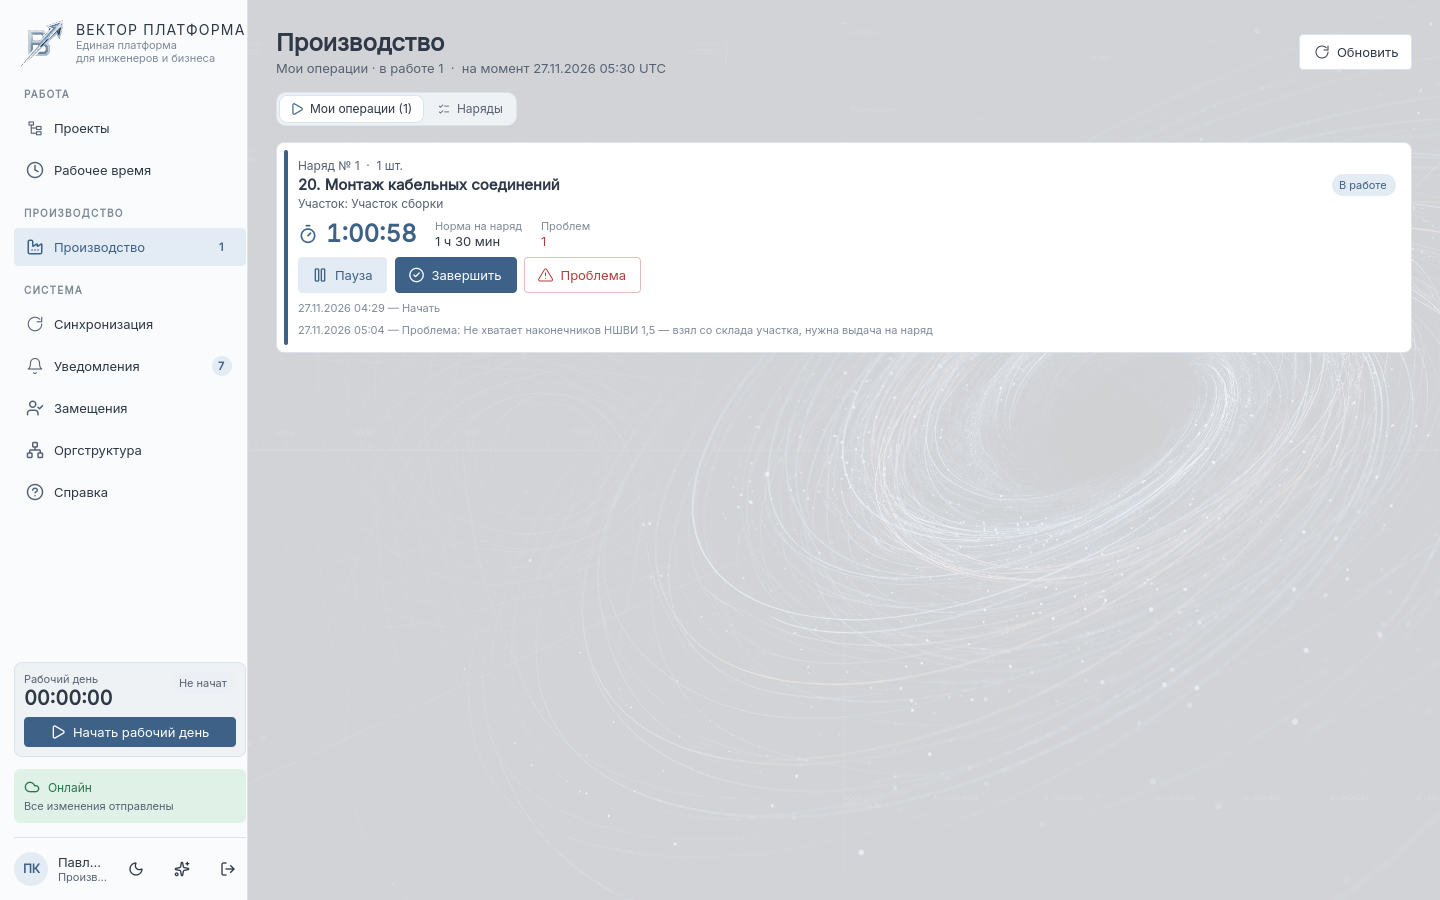 ВЕКТОР ПЛАТФОРМА
Единая платформа
для инженеров и бизнеса
РАБОТА
Проекты
Рабочее время
ПРОИЗВОДСТВО
Производство 1
СИСТЕМА
Синхронизация
Уведомления 7
Замещения
Оргструктура
Справка
Рабочий день
Не начат
00:00:00
Начать рабочий день
Онлайн
Все изменения отправлены
ПК
Павл...
Произв...
Производство
Мои операции · в работе 1 · на момент 27.11.2026 05:30 UTC
Обновить
Мои операции (1)
Наряды
Наряд № 1 · 1 шт.
20. Монтаж кабельных соединений
Участок: Участок сборки
В работе
1:00:58
Норма на наряд
1 ч 30 мин
Проблем
1
Пауза
Завершить
Проблема
27.11.2026 04:29 — Начать
27.11.2026 05:04 — Проблема: Не хватает наконечников НШВИ 1,5 — взял со склада участка, нужна выдача на наряд